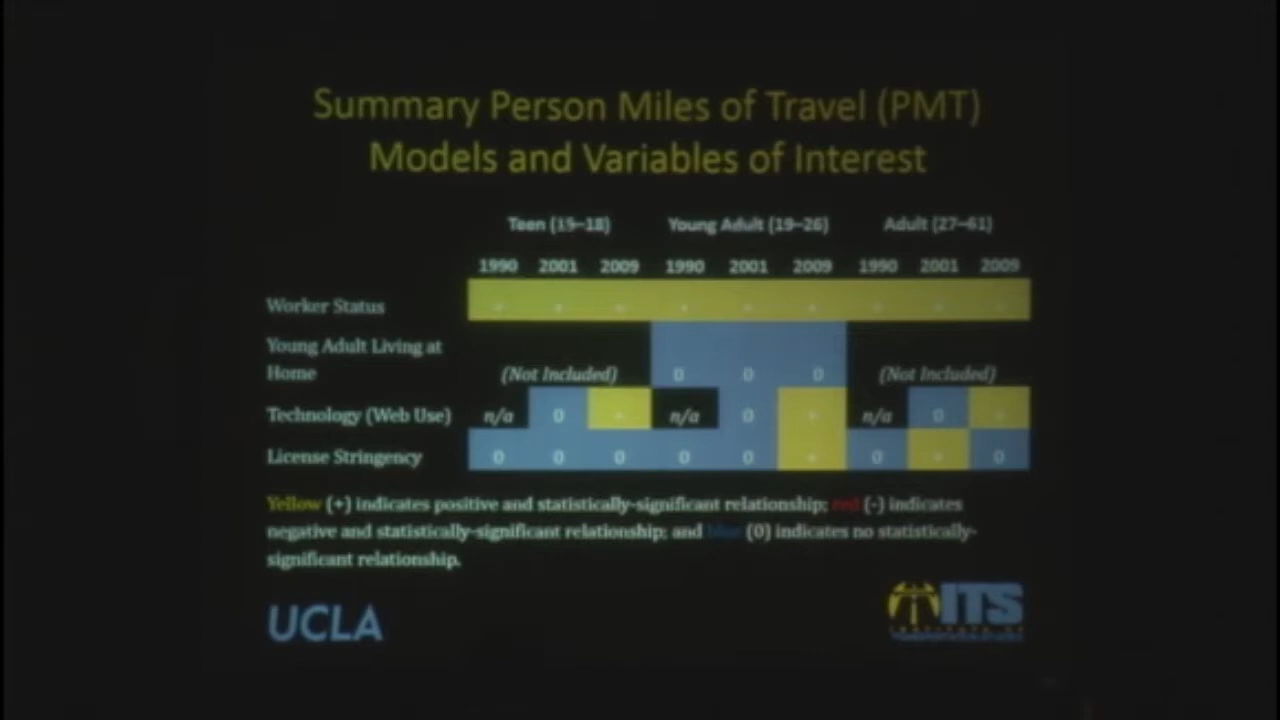 Summary Person Miles of Travel (PMT)
Models and Variables of Interest
Teen (15–18) Young Adult (19–26) Adult (27–61)
1990 2001 2009 1990 2001 2009 1990 2001 2009
Worker Status + + + + + + + + +
Young Adult Living at
Home (Not Included) 0 0 0 (Not Included)
Technology (Web Use) n/a 0 + n/a 0 + n/a 0 +
License Stringency 0 0 0 0 0 + 0 + 0
Yellow (+) indicates positive and statistically-significant relationship; red (-) indicates
negative and statistically-significant relationship; and blue (0) indicates no statistically-
significant relationship.
UCLA
ITS